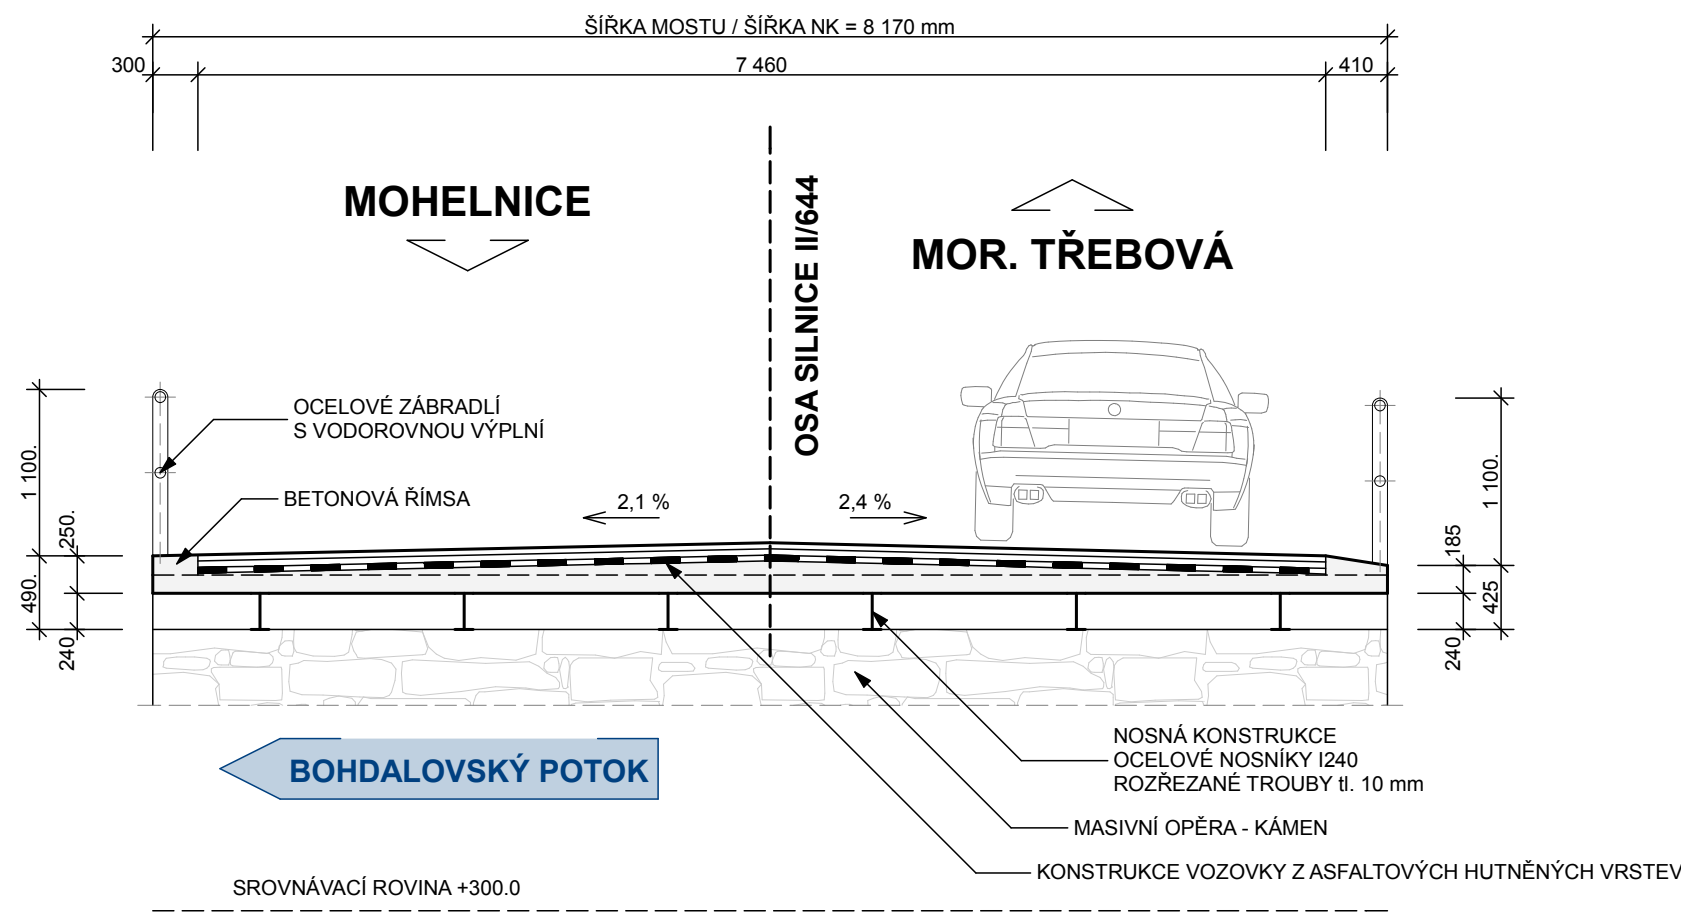 ŠÍŘKA MOSTU / ŠÍŘKA NK = 8 170 mm
300
7 460
410
MOHELNICE
MOR. TŘEBOVÁ
OSA SILNICE II/644
OCELOVÉ ZÁBRADLÍ
S VODOROVNOU VÝPLNÍ
BETONOVÁ ŘÍMSA
2,1 %
2,4 %
1 100.
250.
490.
240
1 100.
185
425
240
BOHDALOVSKÝ POTOK
NOSNÁ KONSTRUKCE
OCELOVÉ NOSNÍKY I240
ROZŘEZANÉ TROUBY tl. 10 mm
MASIVNÍ OPĚRA - KÁMEN
KONSTRUKCE VOZOVKY Z ASFALTOVÝCH HUTNĚNÝCH VRSTEV
SROVNÁVACÍ ROVINA +300.0